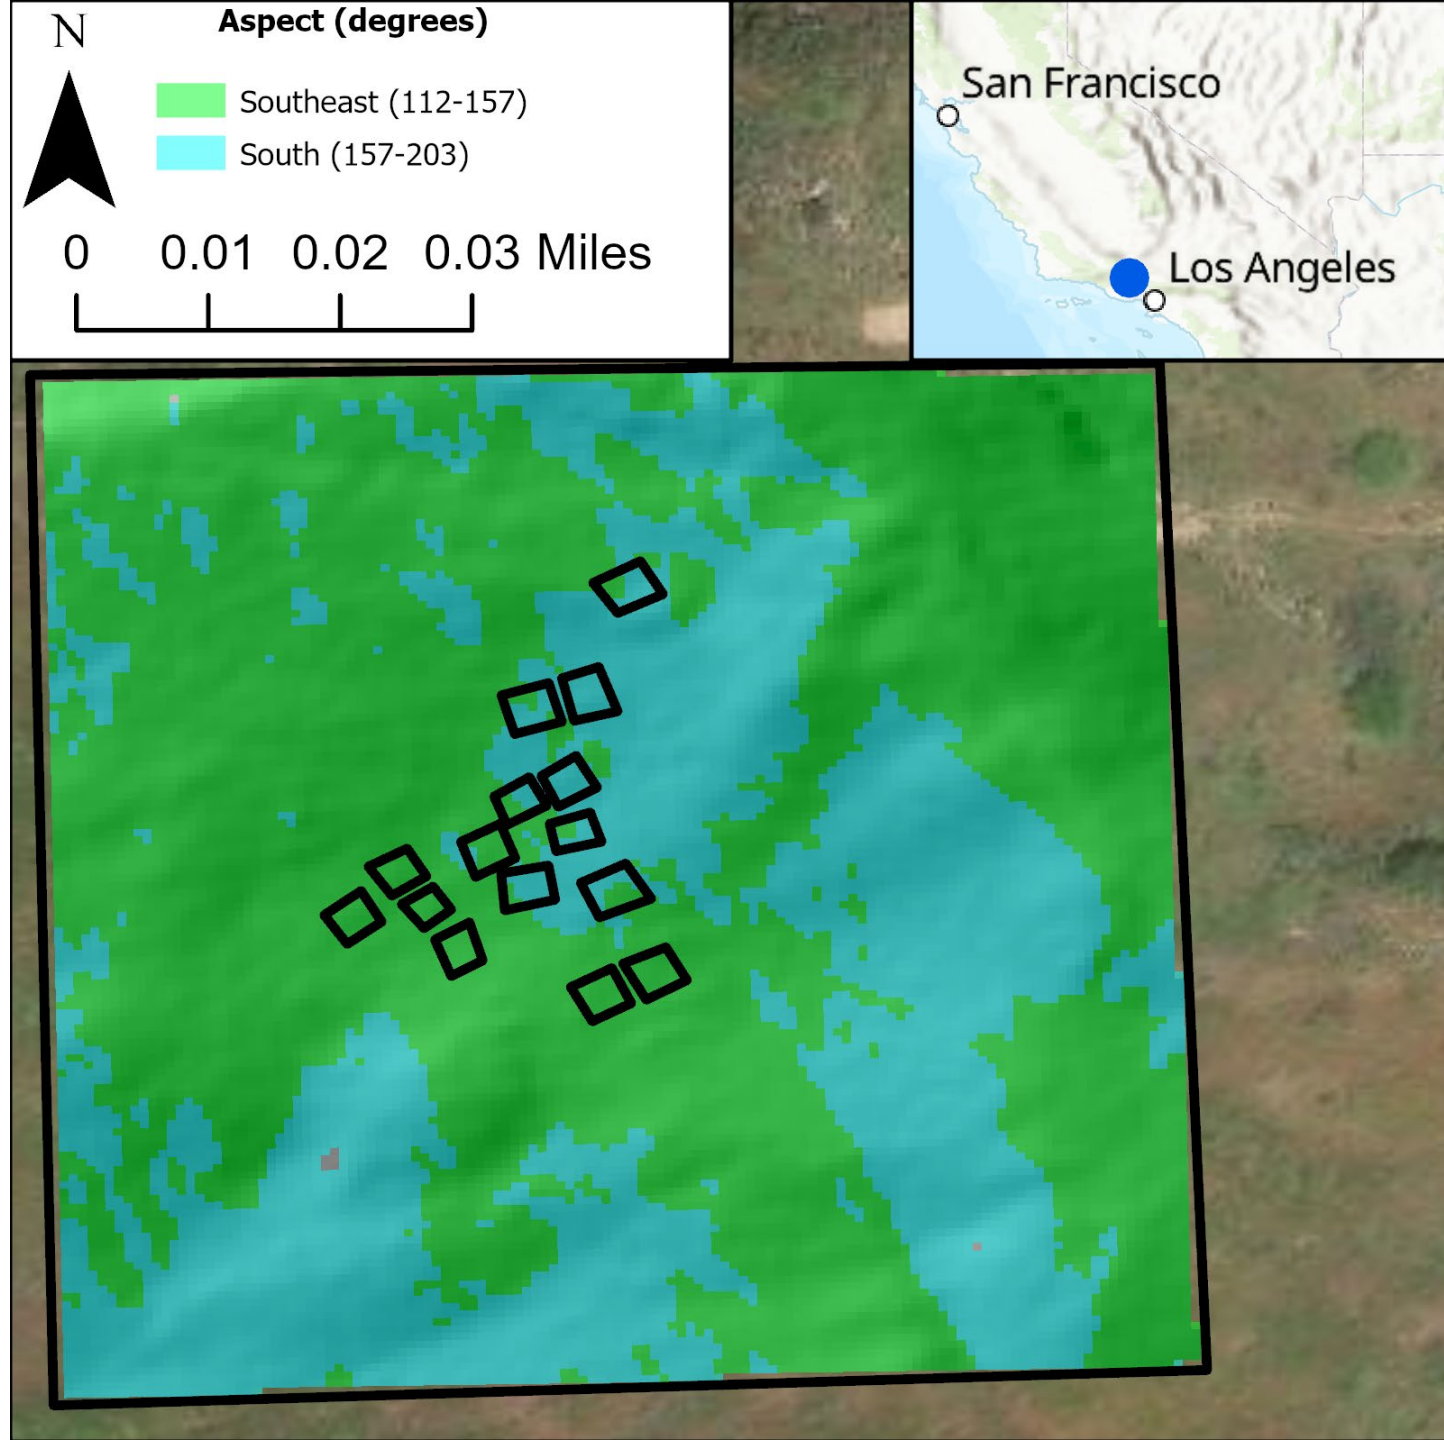 N
Aspect (degrees)
Southeast (112-157)
South (157-203)
0 0.01 0.02 0.03 Miles
San Francisco
Los Angeles